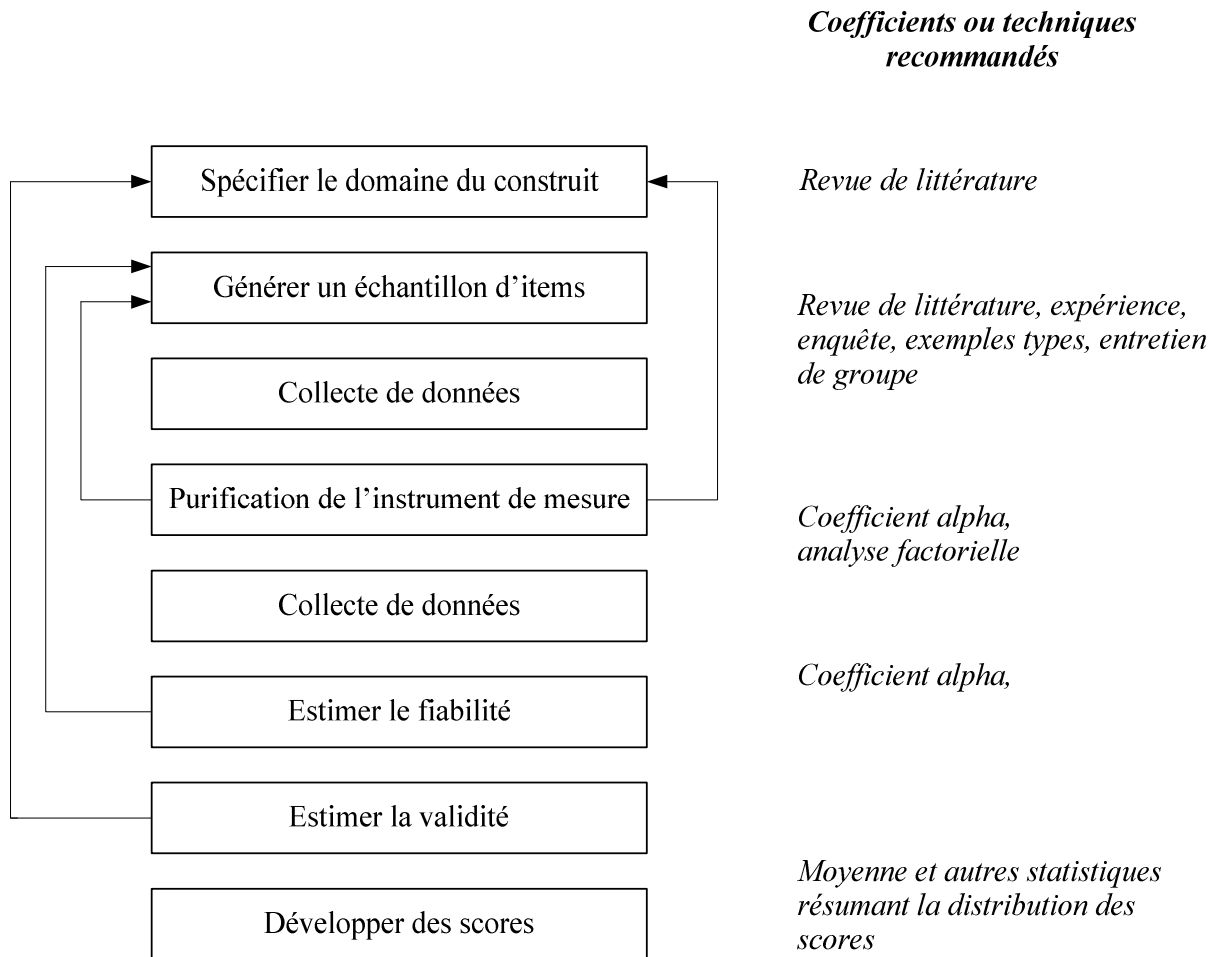 Coefficients ou techniques
recommandés
Spécifier le domaine du construit
Revue de littérature
Générer un échantillon d’items
Revue de littérature, expérience,
enquête, exemples types, entretien
de groupe
Collecte de données
Purification de l’instrument de mesure
Coefficient alpha,
analyse factorielle
Collecte de données
Estimer le fiabilité
Coefficient alpha,
Estimer la validité
Développer des scores
Moyenne et autres statistiques
résumant la distribution des
scores